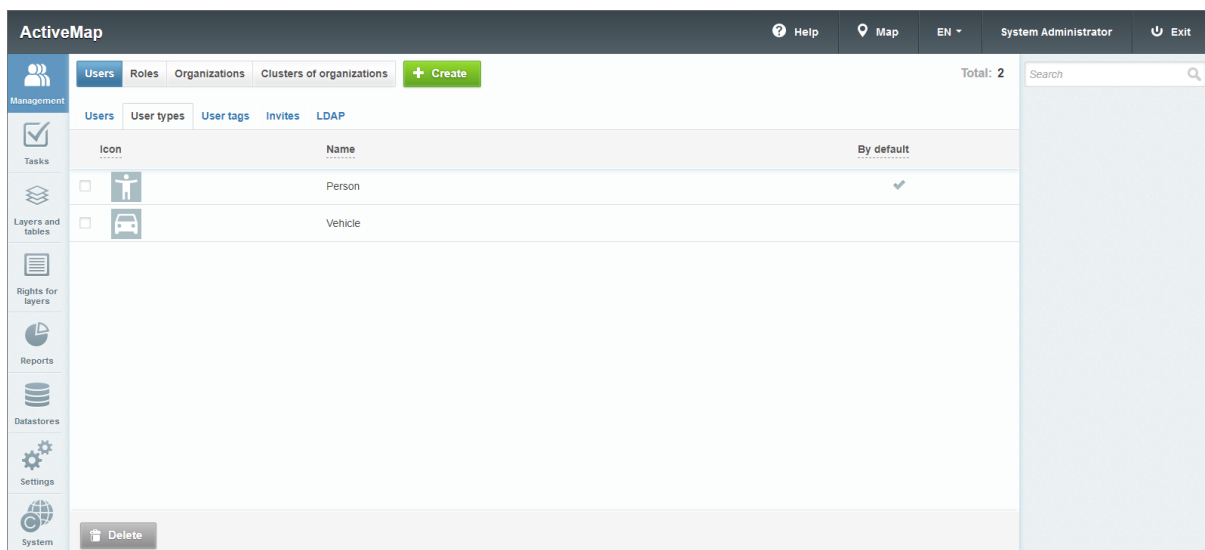 ActiveMap
Help Map EN System Administrator Exit
Management
Users Roles Organizations Clusters of organizations + Create Total: 2
Search
Users User types User tags Invites LDAP
Icon Name By default
Person
Vehicle
Tasks
Layers and
tables
Rights for
layers
Reports
Datastores
Settings
System
Delete